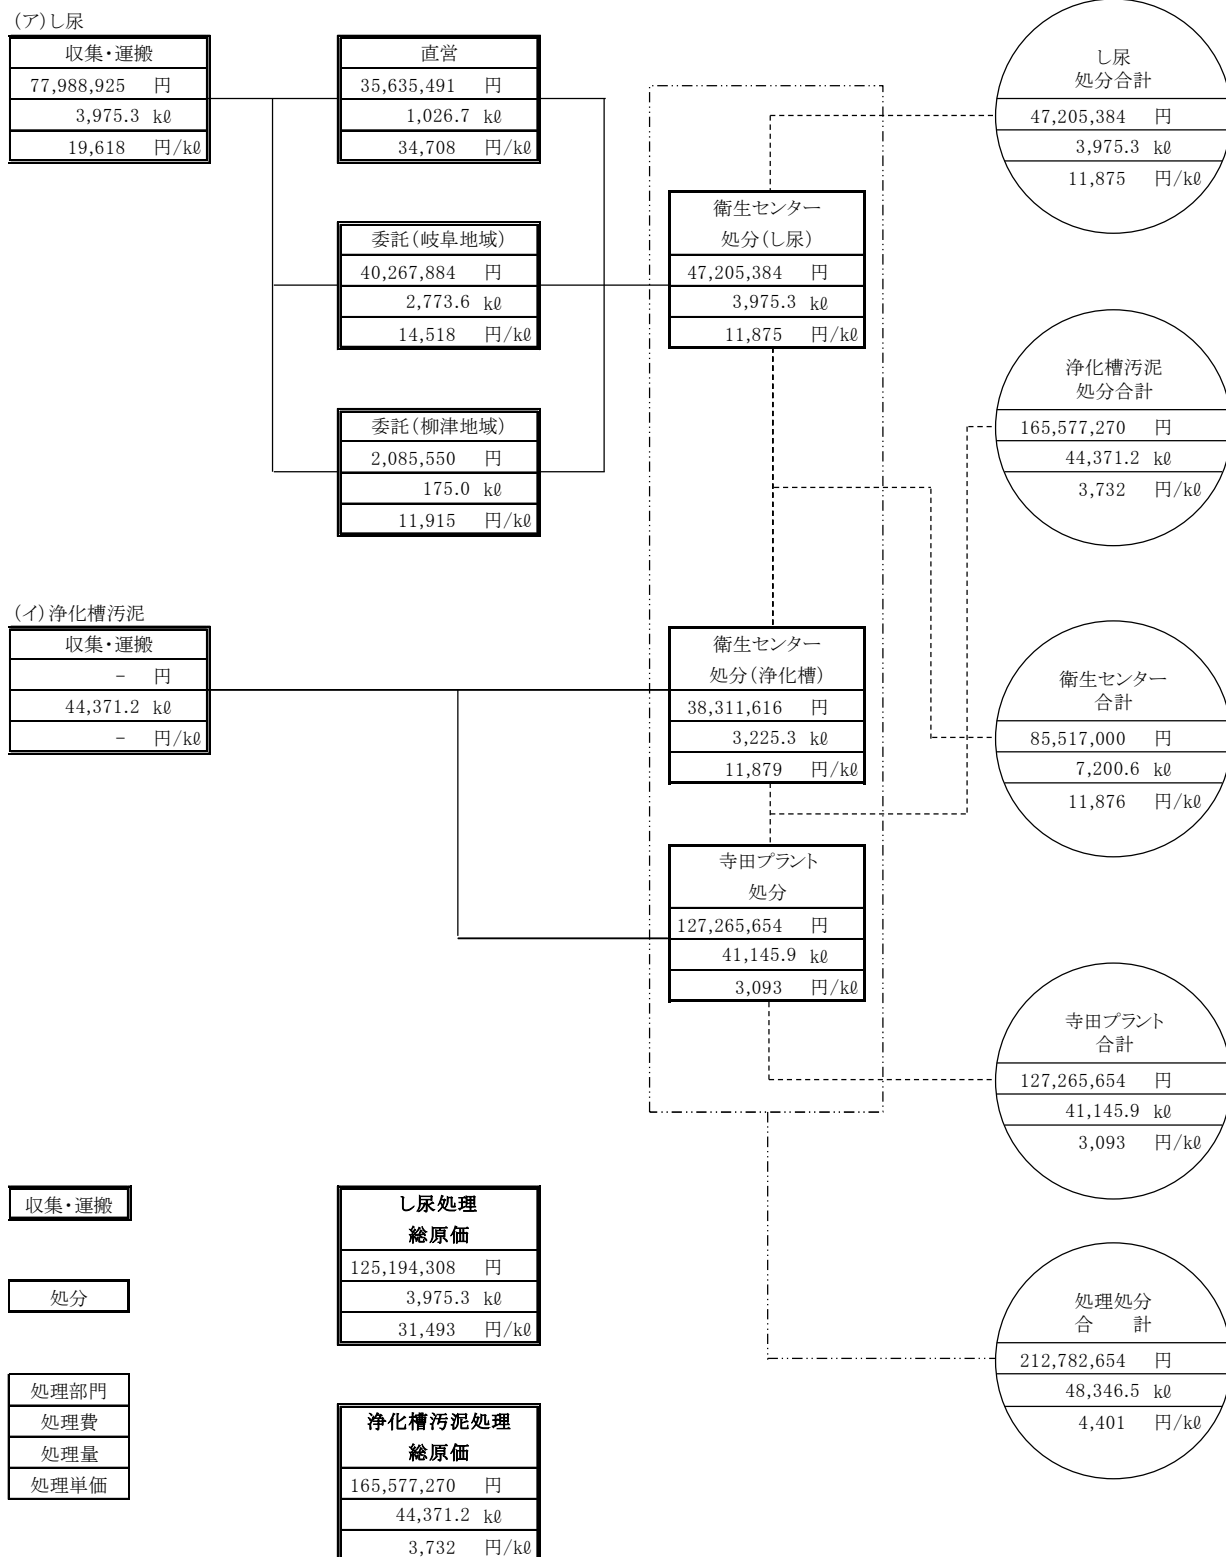 (ア)し尿
収集・運搬
77,988,925 円
3,975.3 kℓ
19,618 円/kℓ
直営
35,635,491 円
1,026.7 kℓ
34,708 円/kℓ
委託(岐阜地域)
40,267,884 円
2,773.6 kℓ
14,518 円/kℓ
委託(柳津地域)
2,085,550 円
175.0 kℓ
11,915 円/kℓ
衛生センター
処分(し尿)
47,205,384 円
3,975.3 kℓ
11,875 円/kℓ
し尿
処分合計
47,205,384 円
3,975.3 kℓ
11,875 円/kℓ
浄化槽汚泥
処分合計
165,577,270 円
44,371.2 kℓ
3,732 円/kℓ
(イ)浄化槽汚泥
収集・運搬
－ 円
44,371.2 kℓ
－ 円/kℓ
衛生センター
処分(浄化槽)
38,311,616 円
3,225.3 kℓ
11,879 円/kℓ
衛生センター
合計
85,517,000 円
7,200.6 kℓ
11,876 円/kℓ
寺田プラント
処分
127,265,654 円
41,145.9 kℓ
3,093 円/kℓ
寺田プラント
合計
127,265,654 円
41,145.9 kℓ
3,093 円/kℓ
収集・運搬
処分
処理部門
処理費
処理量
処理単価
し尿処理
総原価
125,194,308 円
3,975.3 kℓ
31,493 円/kℓ
浄化槽汚泥処理
総原価
165,577,270 円
44,371.2 kℓ
3,732 円/kℓ
処理処分
合 計
212,782,654 円
48,346.5 kℓ
4,401 円/kℓ